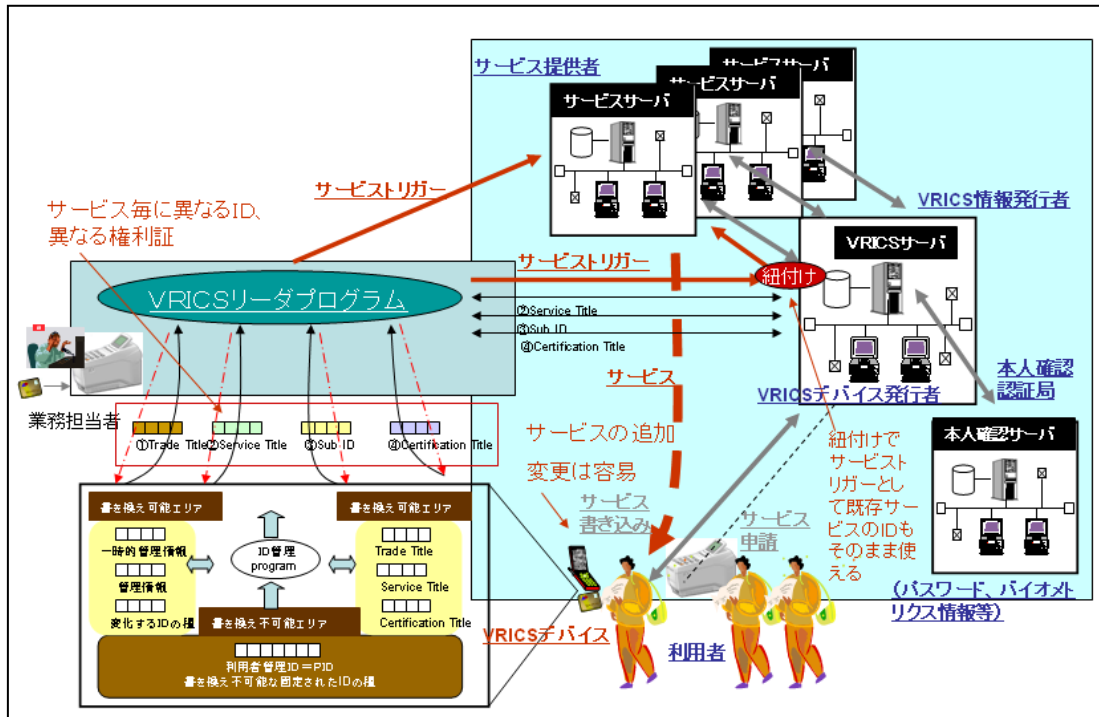 サービス提供者
サービスサーバ
サービスサーバ
サービスサーバ
サービストリガー
VRICS情報発行者
サービス毎に異なるID、
異なる権利証
VRICSサーバ
サービストリガー
紐付け
VRICSリーダプログラム
②Service Title
③Sub ID
④Certification Title
サービス
本人確認
認証局
VRICSデバイス発行者
業務担当者
①Trade Title
②Service Title
③Sub ID
④Certification Title
サービスの追加
変更は容易
紐付けで
サービスト
リガーとし
て既存サー
ビスのIDも
そのまま使
える
本人確認サーバ
書き換え可能エリア
書き換え可能エリア
サービス
書き込み
サービス
申請
一時的管理情報
ID管理
program
Trade Title
管理情報
Service Title
変化するIDの種
書き換え不可能エリア
Certification Title
(パスワード、バイオメト
リクス情報等)
VRICSデバイス
利用者
利用者管理ID=PID
書き換え不可能な固定されたIDの種